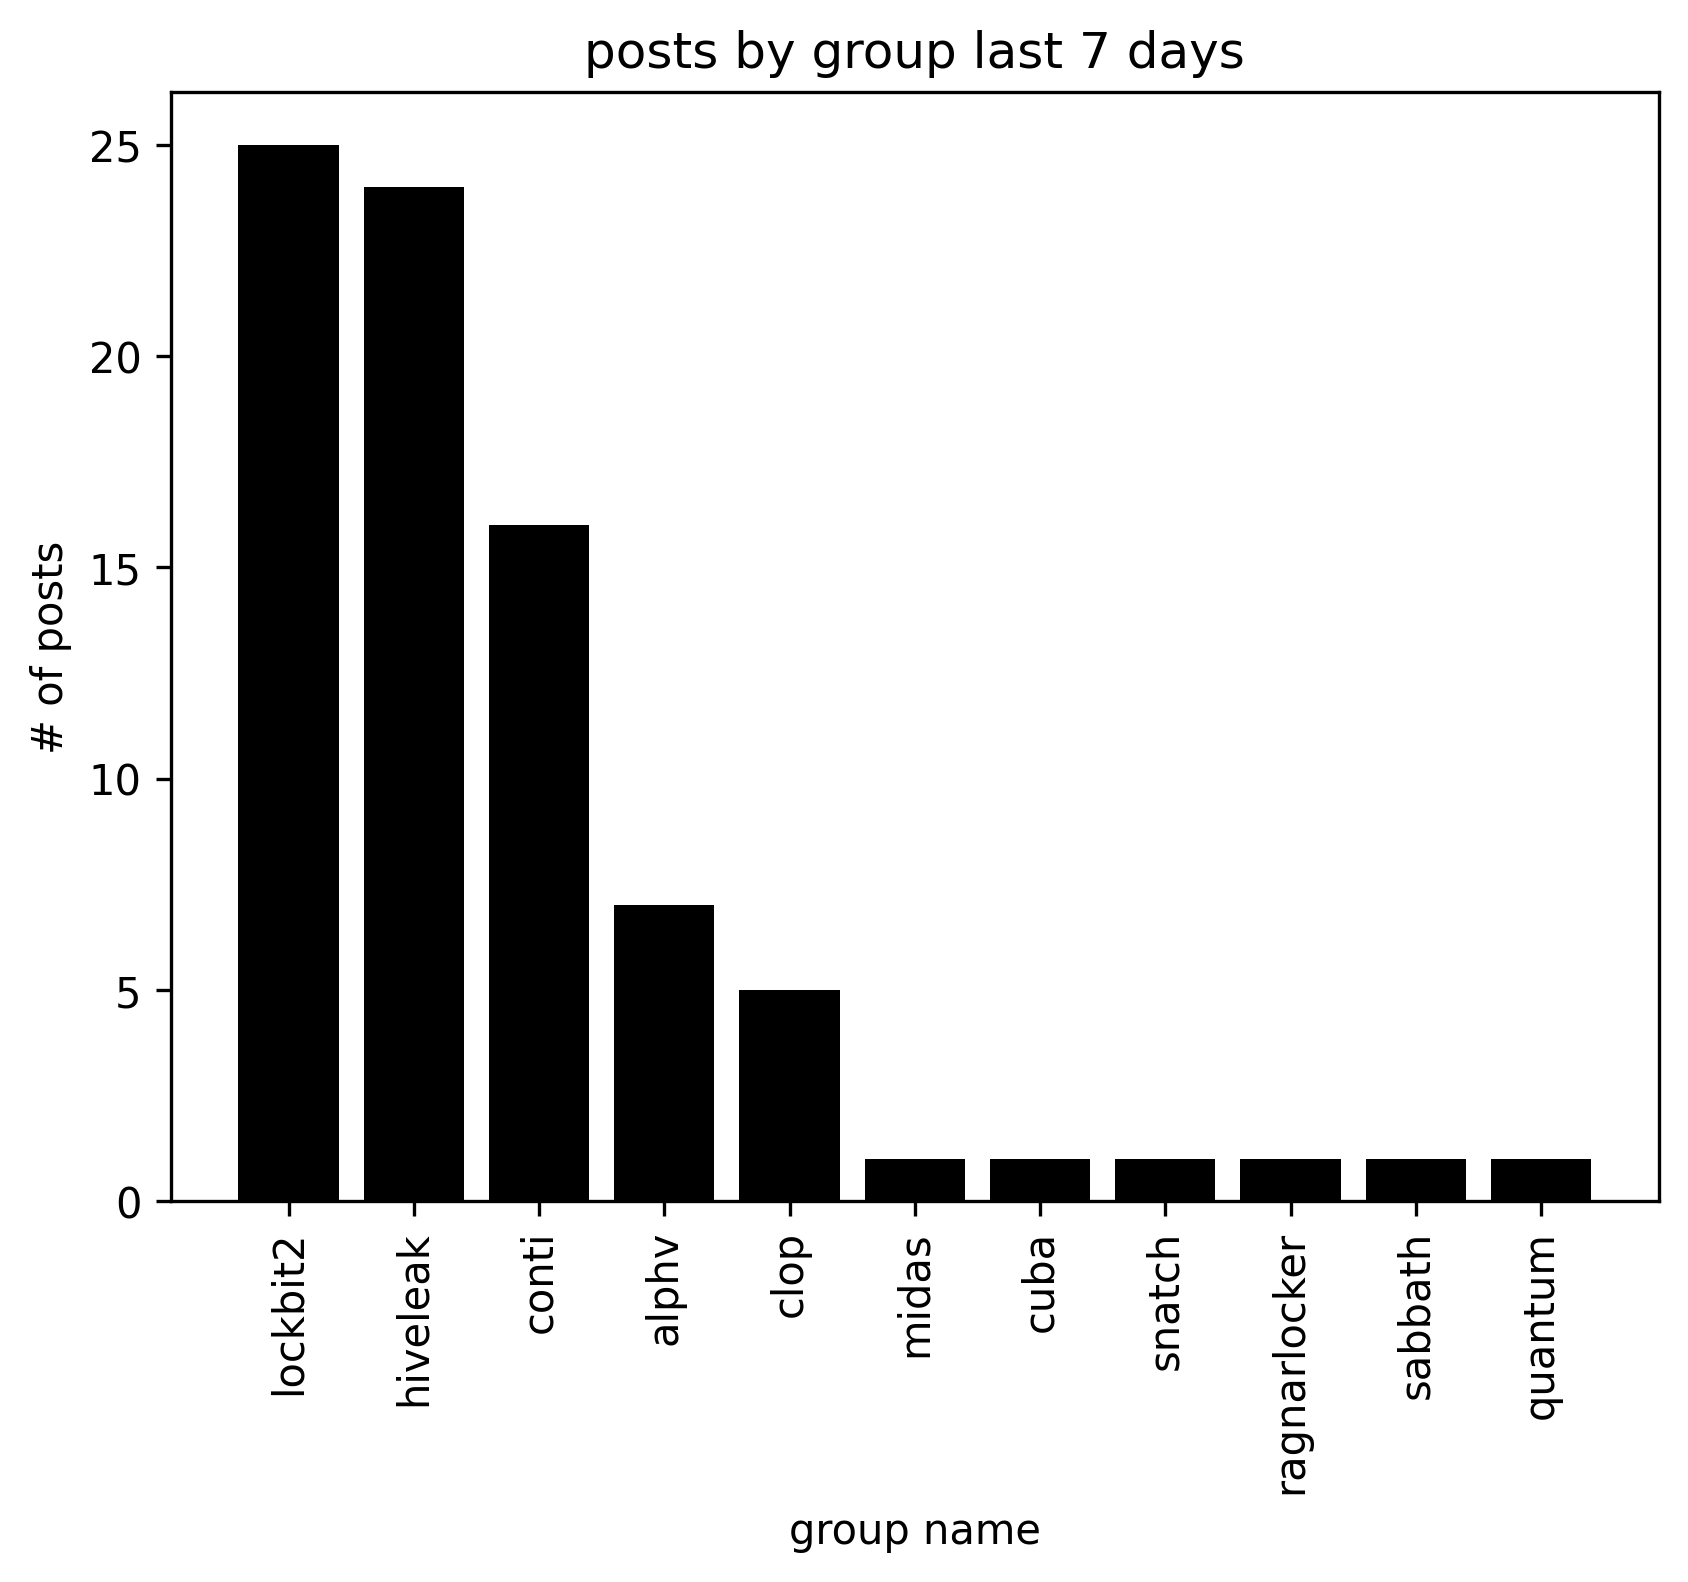 posts by group last 7 days
25
20
15
10
5
0
# of posts
lockbit2
hiveleak
conti
alphv
clop
midas
cuba
snatch
ragnarlocker
sabbath
quantum
group name